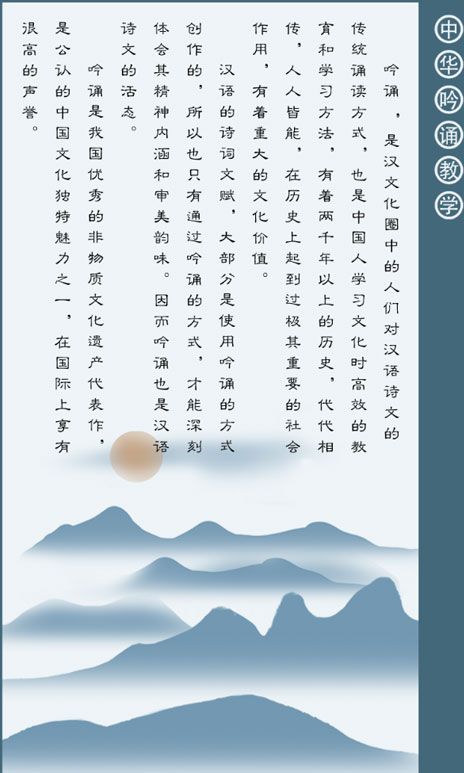 中华吟诵教学
吟诵，是汉文化圈中的人们对汉语诗文的
传统诵读方式，也是中国人学习文化时高效的教
育和学习方法，有着两千年以上的历史，代代相
传，人人皆能，在历史上起到过极其重要的社会
作用，有着重大的文化价值。
汉语的诗词文赋，大部分是使用吟诵的方式
创作的，所以也只有通过吟诵的方式，才能深刻
体会其精神内涵和审美韵味。因而吟诵也是汉语
诗文的活态。
吟诵是我国优秀的非物质文化遗产代表作，
是公认的中国文化独特魅力之一，在国际上享有
很高的声誉。